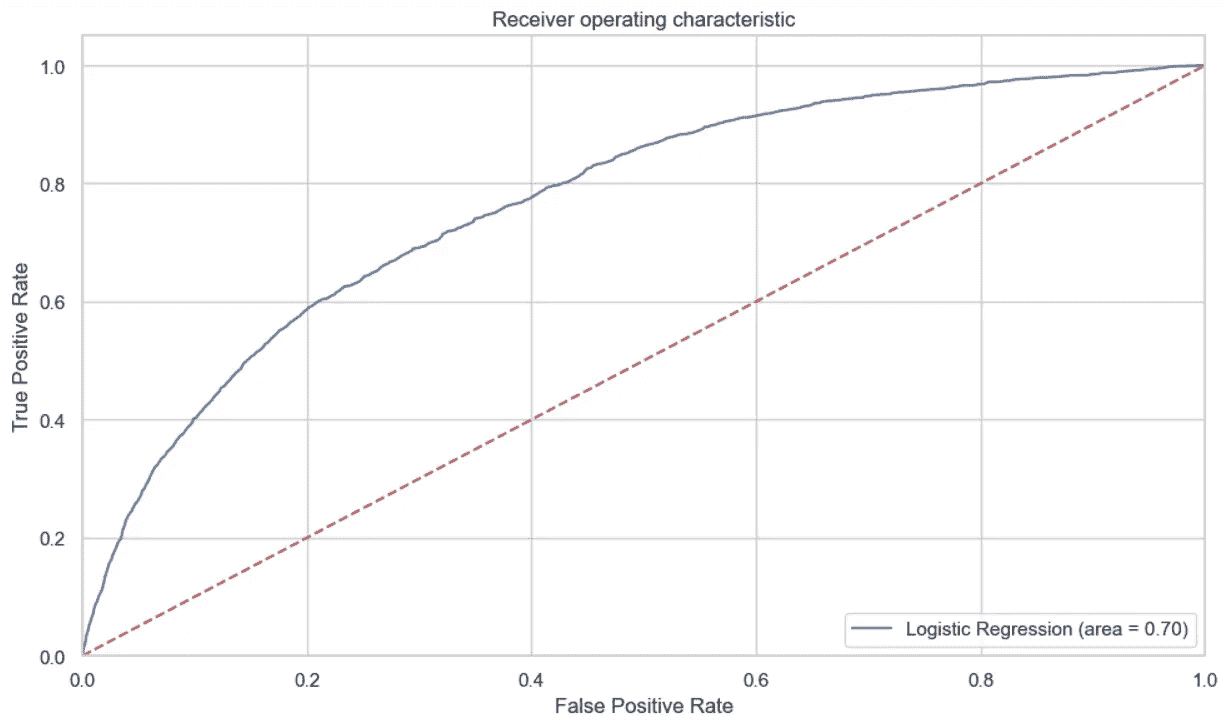 Receiver operating characteristic
1.0
0.8
0.6
0.4
0.2
0.0
True Positive Rate
Logistic Regression (area = 0.70)
0.0 0.2 0.4 0.6 0.8 1.0
False Positive Rate